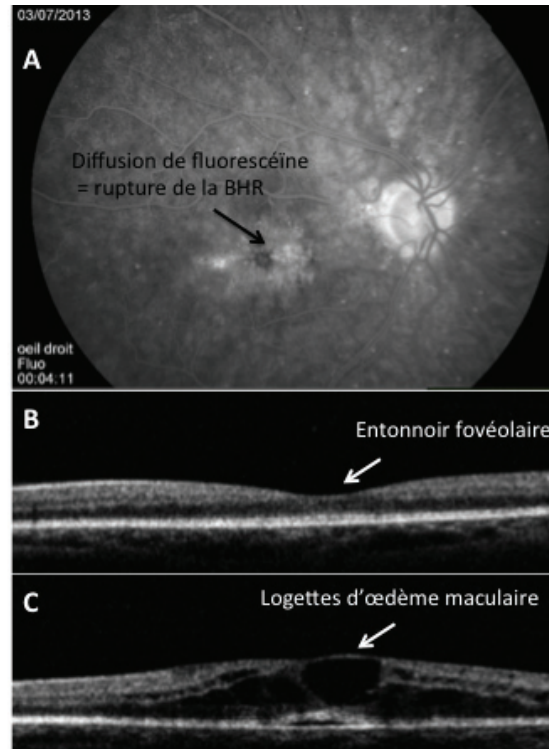 03/07/2013
A
Diffusion de fluorescéïne
= rupture de la BHR
oeil droit
Fluo
00:04:11
B
Entonnoir fovéolaire
C
Logettes d’œdème maculaire